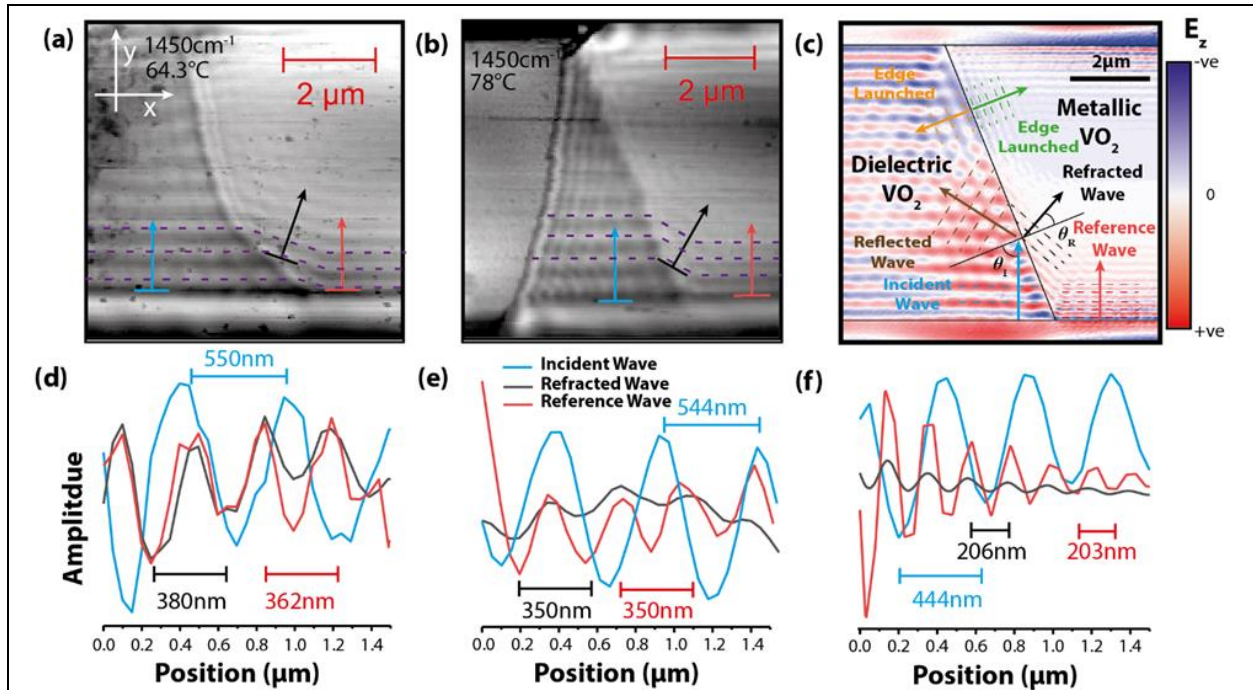 (a)
y
x
1450cm⁻¹
64.3°C
2 μm
(b)
1450cm⁻¹
78°C
2 μm
(c)
Edge
Launched
Edge
Launched
Metallic
VO₂
Dielectric
VO₂
Refracted
Wave
Reflected
Wave
Incident
Wave
Reference
Wave
θI
θR
2μm
Ez
-ve
0
+ve
(d)
550nm
380nm
362nm
Amplitdue
0.0 0.2 0.4 0.6 0.8 1.0 1.2 1.4
Position (μm)
(e)
Incident Wave
Refracted Wave
Reference Wave
544nm
350nm
350nm
0.0 0.2 0.4 0.6 0.8 1.0 1.2 1.4
Position (μm)
(f)
206nm
203nm
444nm
0.0 0.2 0.4 0.6 0.8 1.0 1.2 1.4
Position (μm)